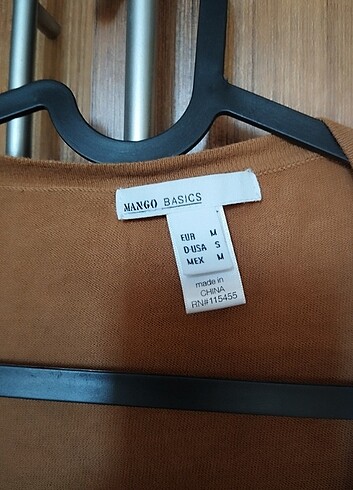 MANGO BASICS
EUR M
D-USA S
MEX M
made in
CHINA
RN#115455